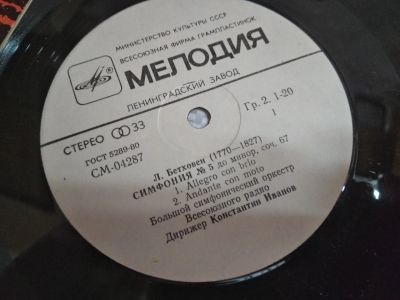 МИНИСТЕРСТВО КУЛЬТУРЫ СССР
ВСЕСОЮЗНАЯ ФИРМА ГРАМПЛАСТИНОК
МЕЛОДИЯ
ЛЕНИНГРАДСКИЙ ЗАВОД
СТЕРЕО 33
ГОСТ 5289-80
СМ-04287
Гр. 2. 1-20
1
Л. Бетховен (1770—1827)
СИМФОНИЯ № 5 до минор, соч. 67
1. Allegro con brio
2. Andante con moto
Большой симфонический оркестр
Всесоюзного радио
Дирижер Константин Иванов